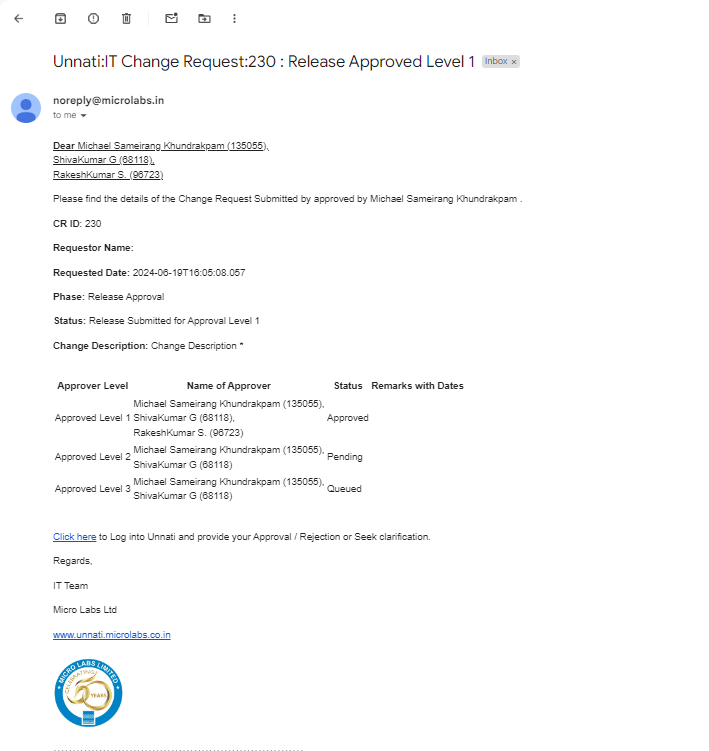 Unnati:IT Change Request:230 : Release Approved Level 1 Inbox ×
noreply@microlabs.in
to me
Dear Michael Sameirang Khundrakpam (135055),
ShivaKumar G (68118),
RakeshKumar S. (96723)
Please find the details of the Change Request Submitted by approved by Michael Sameirang Khundrakpam .
CR ID: 230
Requestor Name:
Requested Date: 2024-06-19T16:05:08.057
Phase: Release Approval
Status: Release Submitted for Approval Level 1
Change Description: Change Description *
Approver Level Name of Approver Status Remarks with Dates
Michael Sameirang Khundrakpam (135055),
Approved Level 1 ShivaKumar G (68118), Approved
RakeshKumar S. (96723)
Michael Sameirang Khundrakpam (135055),
Approved Level 2 Pending
ShivaKumar G (68118)
Michael Sameirang Khundrakpam (135055),
Approved Level 3 Queued
ShivaKumar G (68118)
Click here to Log into Unnati and provide your Approval / Rejection or Seek clarification.
Regards,
IT Team
Micro Labs Ltd
www.unnati.microlabs.co.in
MICRO LABS LIMITED
CELEBRATING
50 YEARS